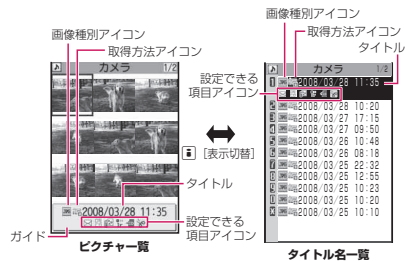 画像種別アイコン
取得方法アイコン
カメラ 1/2
設定できる
項目アイコン
[表示切替]
タイトル
2008/03/28 11:35
ガイド
設定できる
項目アイコン
ピクチャ一覧
画像種別アイコン
取得方法アイコン
タイトル
カメラ 1/2
2008/03/28 11:35
2008/03/28 10:20
2008/03/27 17:15
2008/03/27 09:50
2008/03/26 10:48
2008/03/26 08:18
2008/03/25 22:32
2008/03/25 12:55
2008/03/25 10:23
2008/03/25 10:20
2008/03/25 10:10
タイトル名一覧